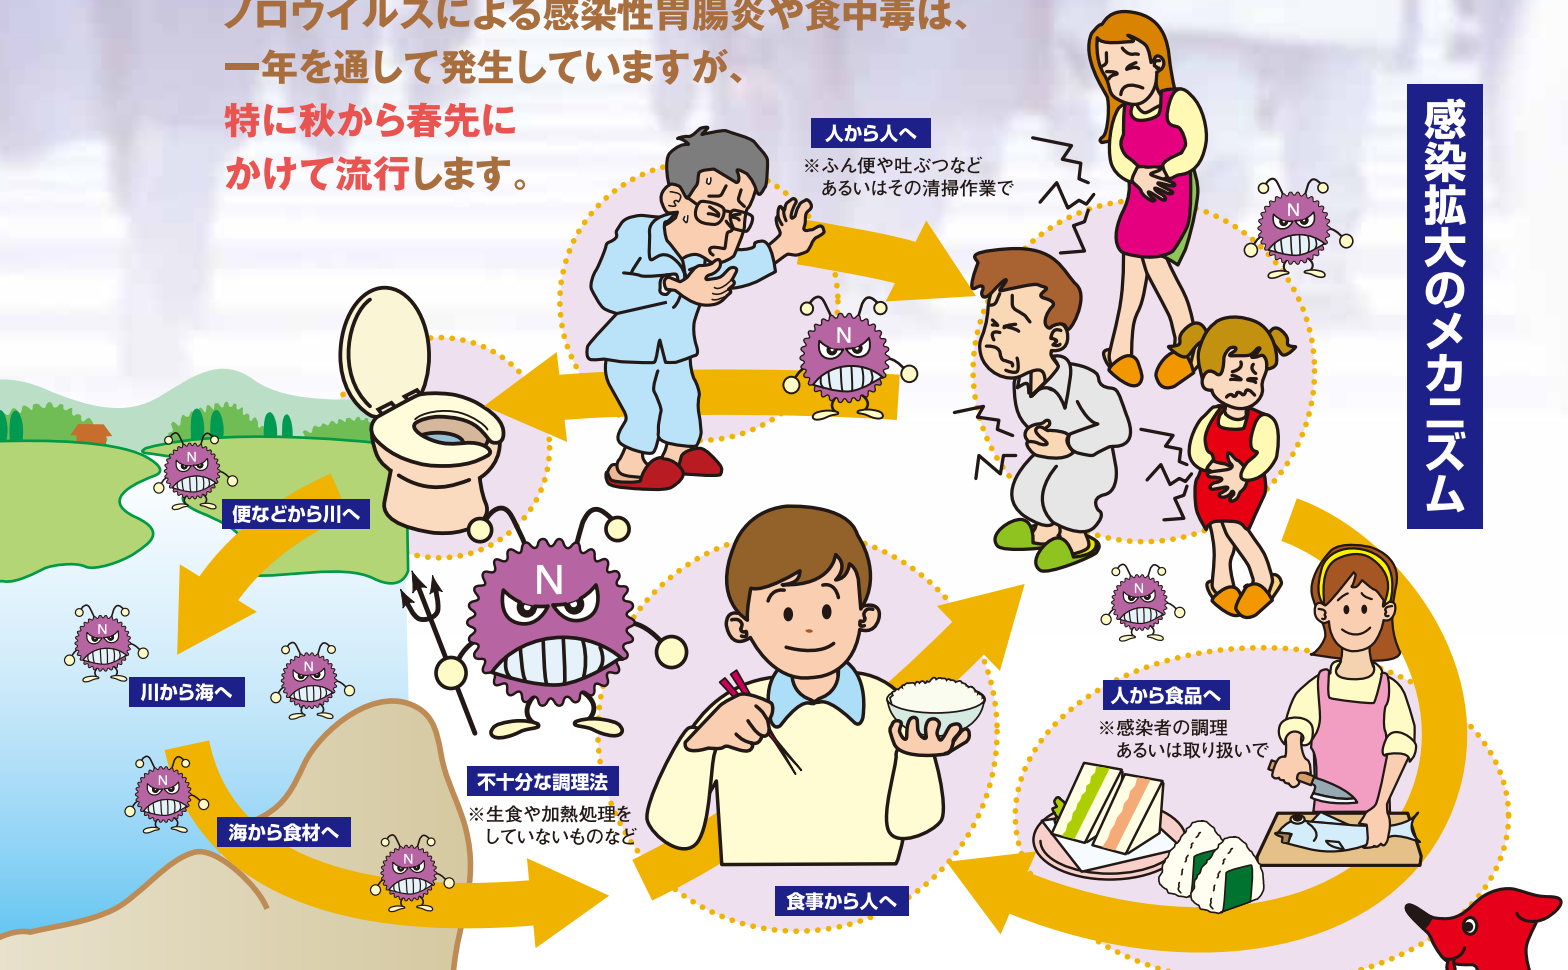 ノロウイルスによる感染性胃腸炎や食中毒は、
一年を通して発生していますが、
特に秋から春先に
かけて流行します。
感染拡大のメカニズム
人から人へ
※ふん便や吐ぶつなど
あるいはその清掃作業で
N
N
N
便などから川へ
N
N
N
N
川から海へ
人から食品へ
※感染者の調理
あるいは取り扱いで
N
不十分な調理法
※生食や加熱処理を
していないものなど
海から食材へ
N
食事から人へ